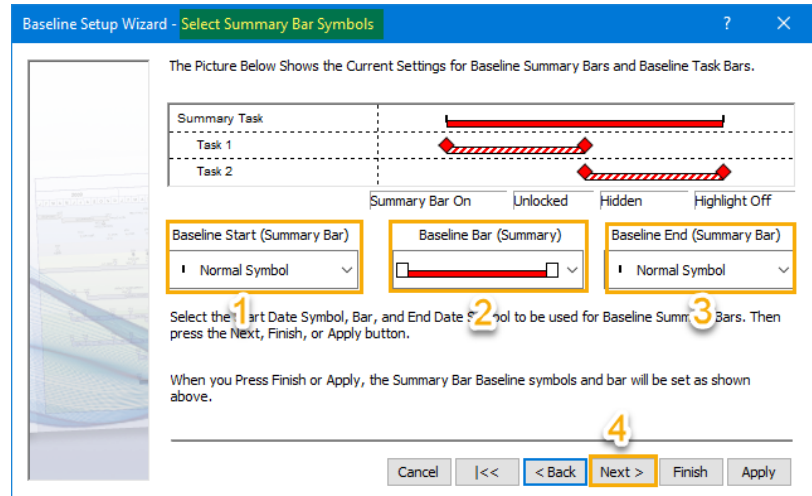 Baseline Setup Wizard - Select Summary Bar Symbols ? ×
The Picture Below Shows the Current Settings for Baseline Summary Bars and Baseline Task Bars.
Summary Task
Task 1
Task 2
Summary Bar On Unlocked Hidden Highlight Off
Baseline Start (Summary Bar) Baseline Bar (Summary) Baseline End (Summary Bar)
Normal Symbol Normal Symbol
1 2 3
Select the Start Date Symbol, Bar, and End Date Symbol to be used for Baseline Summary Bars. Then
press the Next, Finish, or Apply button.
When you Press Finish or Apply, the Summary Bar Baseline symbols and bar will be set as shown
above.
4
Cancel |<< < Back Next > Finish Apply